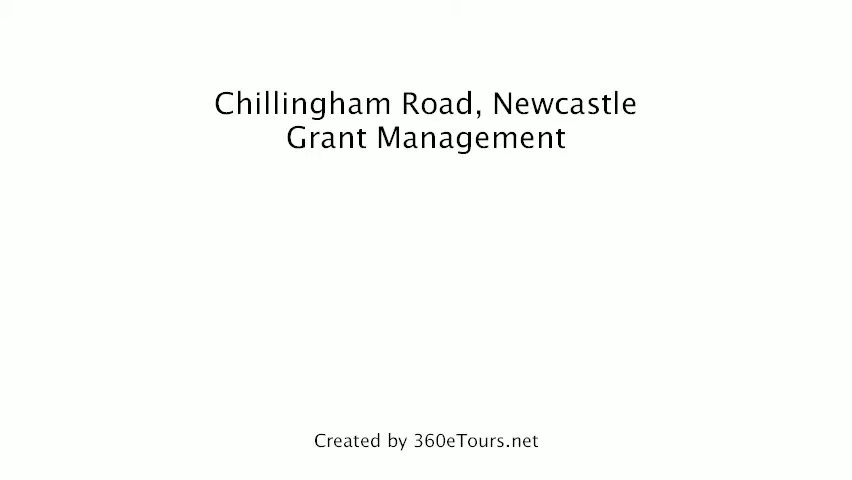 Chillingham Road, Newcastle
Grant Management
Created by 360eTours.net